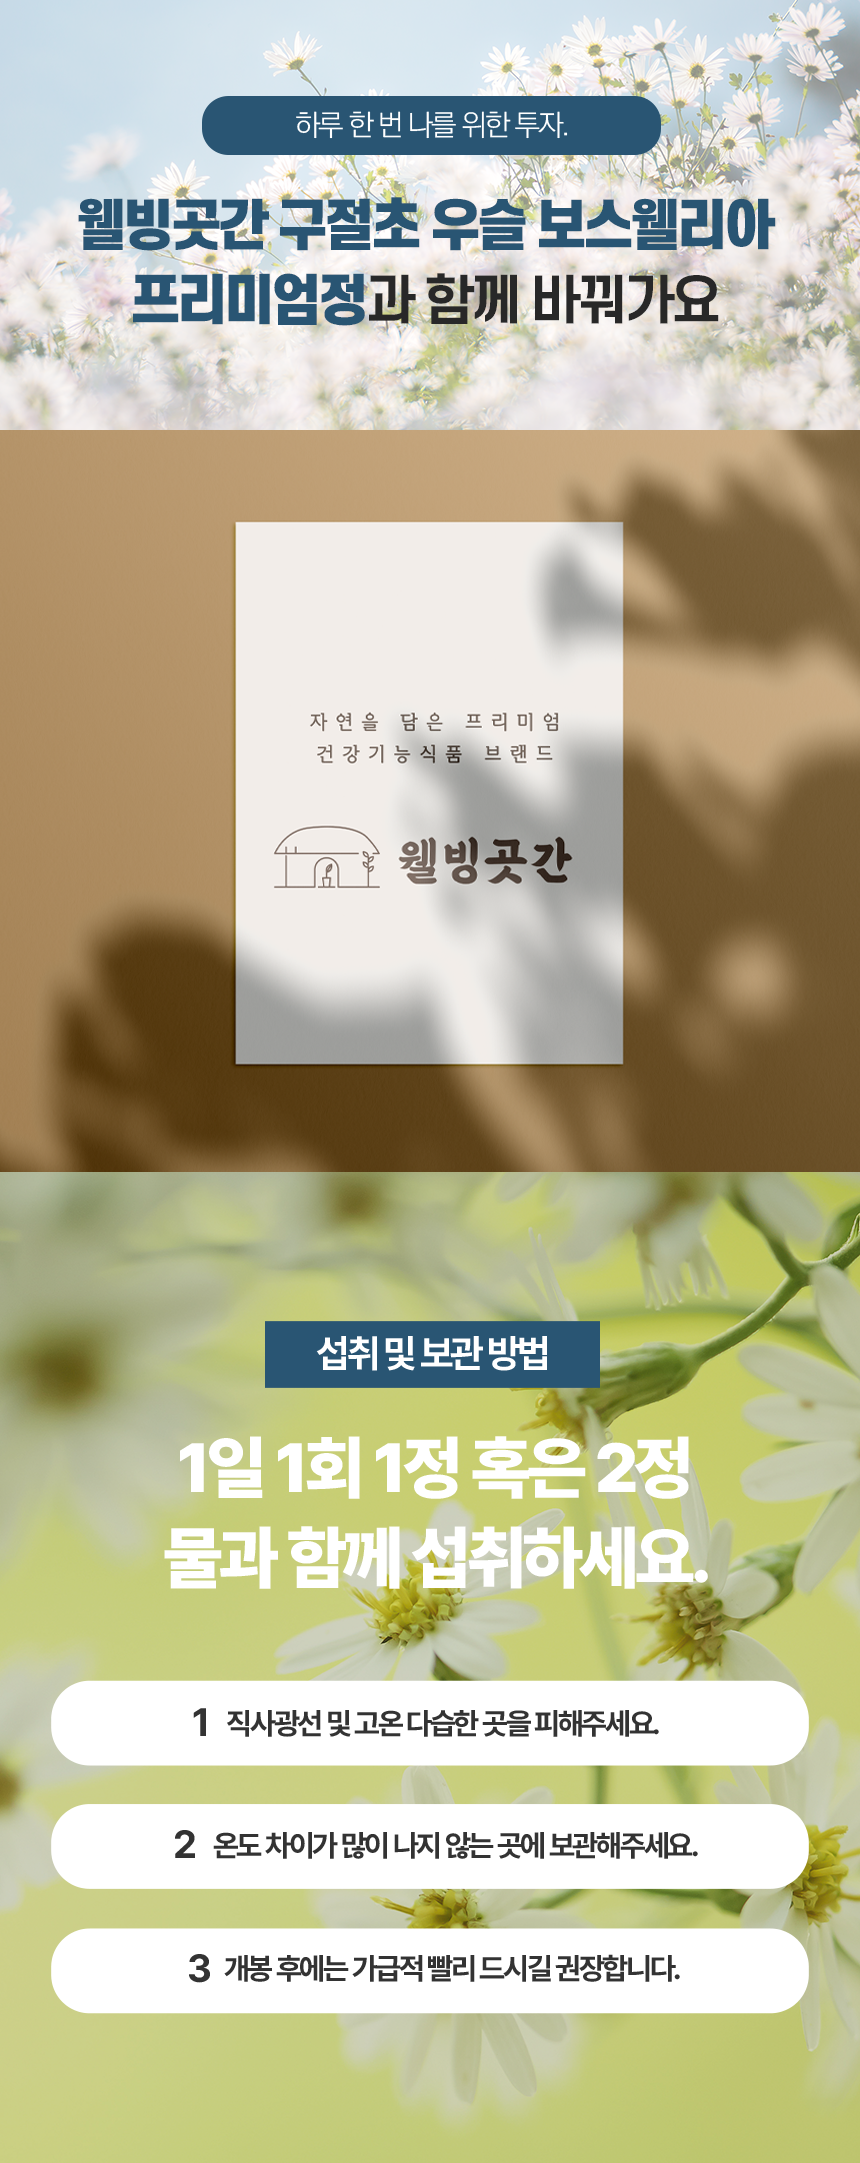 하루 한 번 나를 위한 투자.
웰빙곳간 구절초 우슬 보스웰리아
프리미엄정과 함께 바꿔가요
자연을 담은 프리미엄
건강기능식품 브랜드
웰빙곳간
섭취 및 보관 방법
1일 1회 1정 혹은 2정
물과 함께 섭취하세요.
1 직사광선 및 고온 다습한 곳을 피해주세요.
2 온도 차이가 많이 나지 않는 곳에 보관해주세요.
3 개봉 후에는 가급적 빨리 드시길 권장합니다.